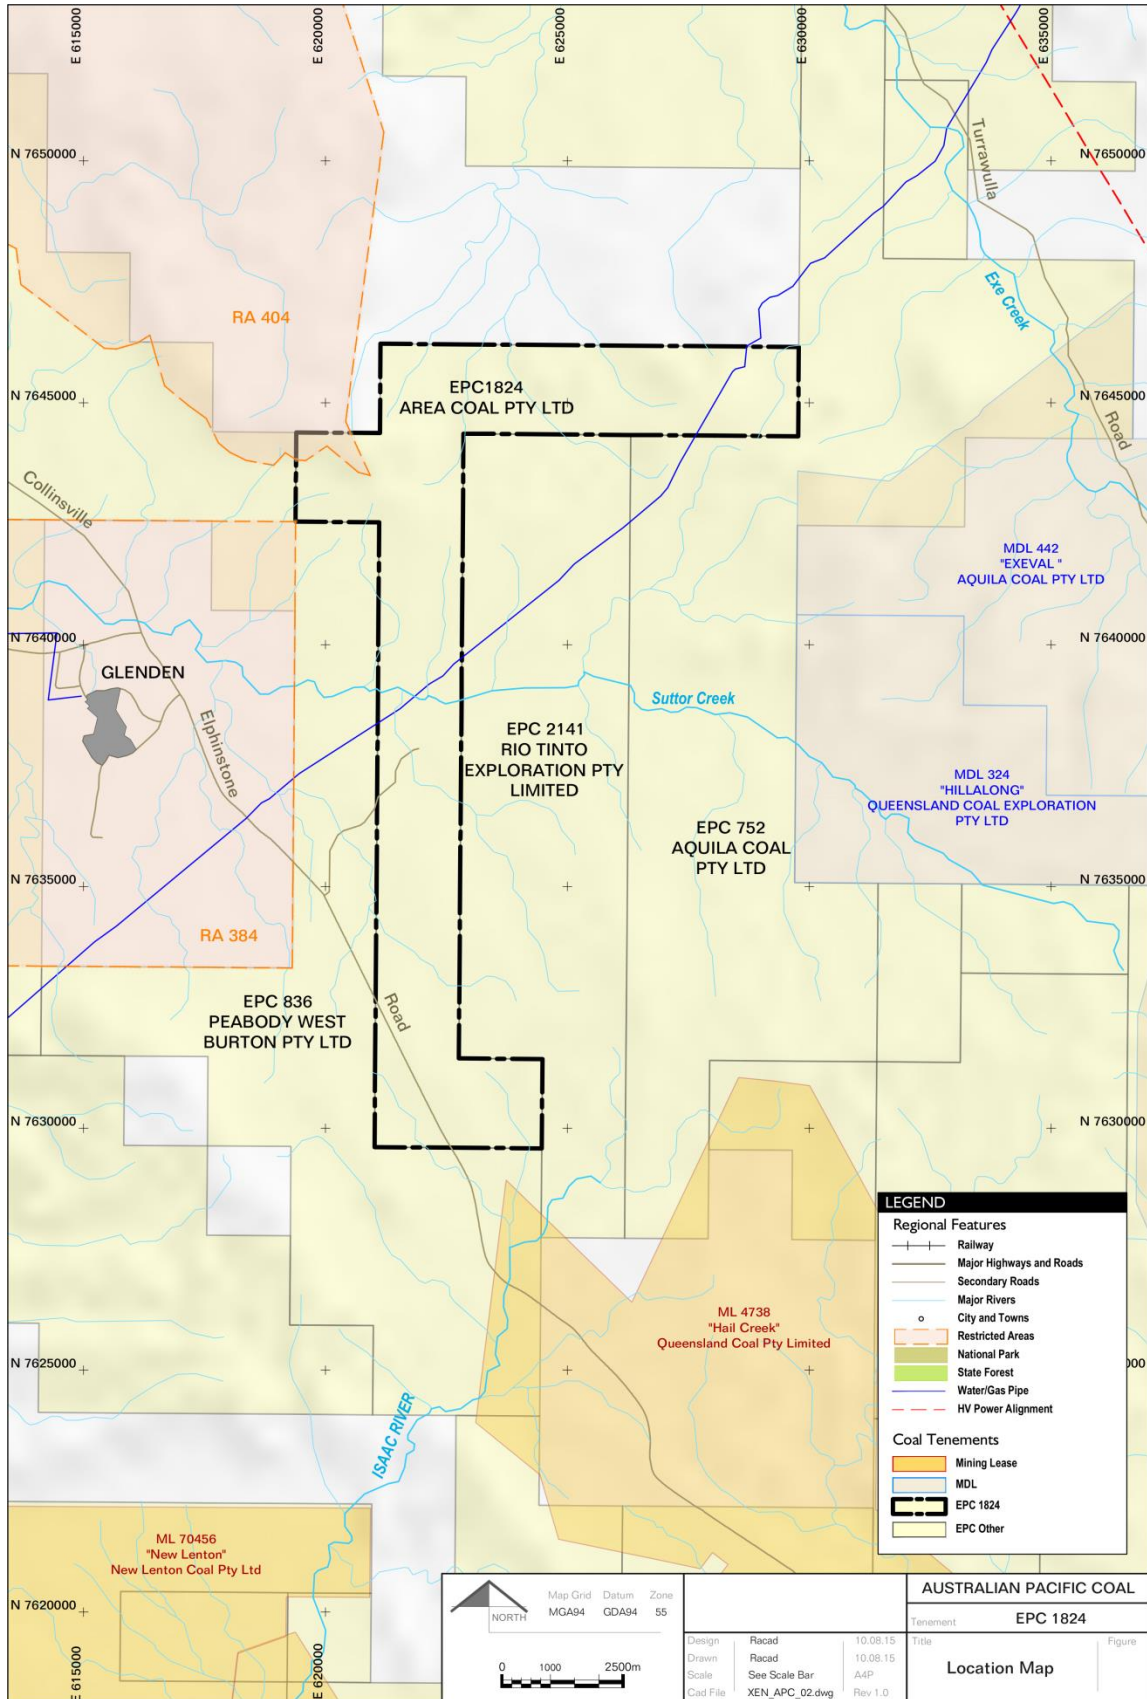 E 615000
E 620000
E 625000
E 630000
E 635000
N 7650000
N 7650000
Turrawulla
Exe Creek
RA 404
EPC1824
AREA COAL PTY LTD
N 7645000
N 7645000
Road
Collinsville
MDL 442
"EXEVAL "
AQUILA COAL PTY LTD
N 7640000
N 7640000
GLENDEN
Suttor Creek
Elphinstone
EPC 2141
RIO TINTO
EXPLORATION PTY
LIMITED
MDL 324
"HILLALONG"
QUEENSLAND COAL EXPLORATION
PTY LTD
EPC 752
AQUILA COAL
PTY LTD
N 7635000
N 7635000
RA 384
EPC 836
PEABODY WEST
BURTON PTY LTD
Road
N 7630000
N 7630000
LEGEND
Regional Features
Railway
Major Highways and Roads
Secondary Roads
Major Rivers
City and Towns
Restricted Areas
National Park
State Forest
Water/Gas Pipe
HV Power Alignment
Coal Tenements
Mining Lease
MDL
EPC 1824
EPC Other
ML 4738
"Hail Creek"
Queensland Coal Pty Limited
N 7625000
000
ISAAC RIVER
ML 70456
"New Lenton"
New Lenton Coal Pty Ltd
N 7620000
E 615000
E 620000
NORTH
Map Grid Datum Zone
MGA94 GDA94 55
0 1000 2500m
Design Racad 10.08.15
Drawn Racad 10.08.15
Scale See Scale Bar A4P
Cad File XEN_APC_02.dwg Rev 1.0
AUSTRALIAN PACIFIC COAL
Tenement EPC 1824
Title Figure
Location Map